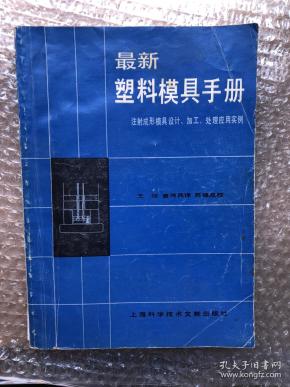 最新
塑料模具手册
注射成形模具设计、加工、处理应用实例
上海科学技术文献出版社
孔夫子旧书网